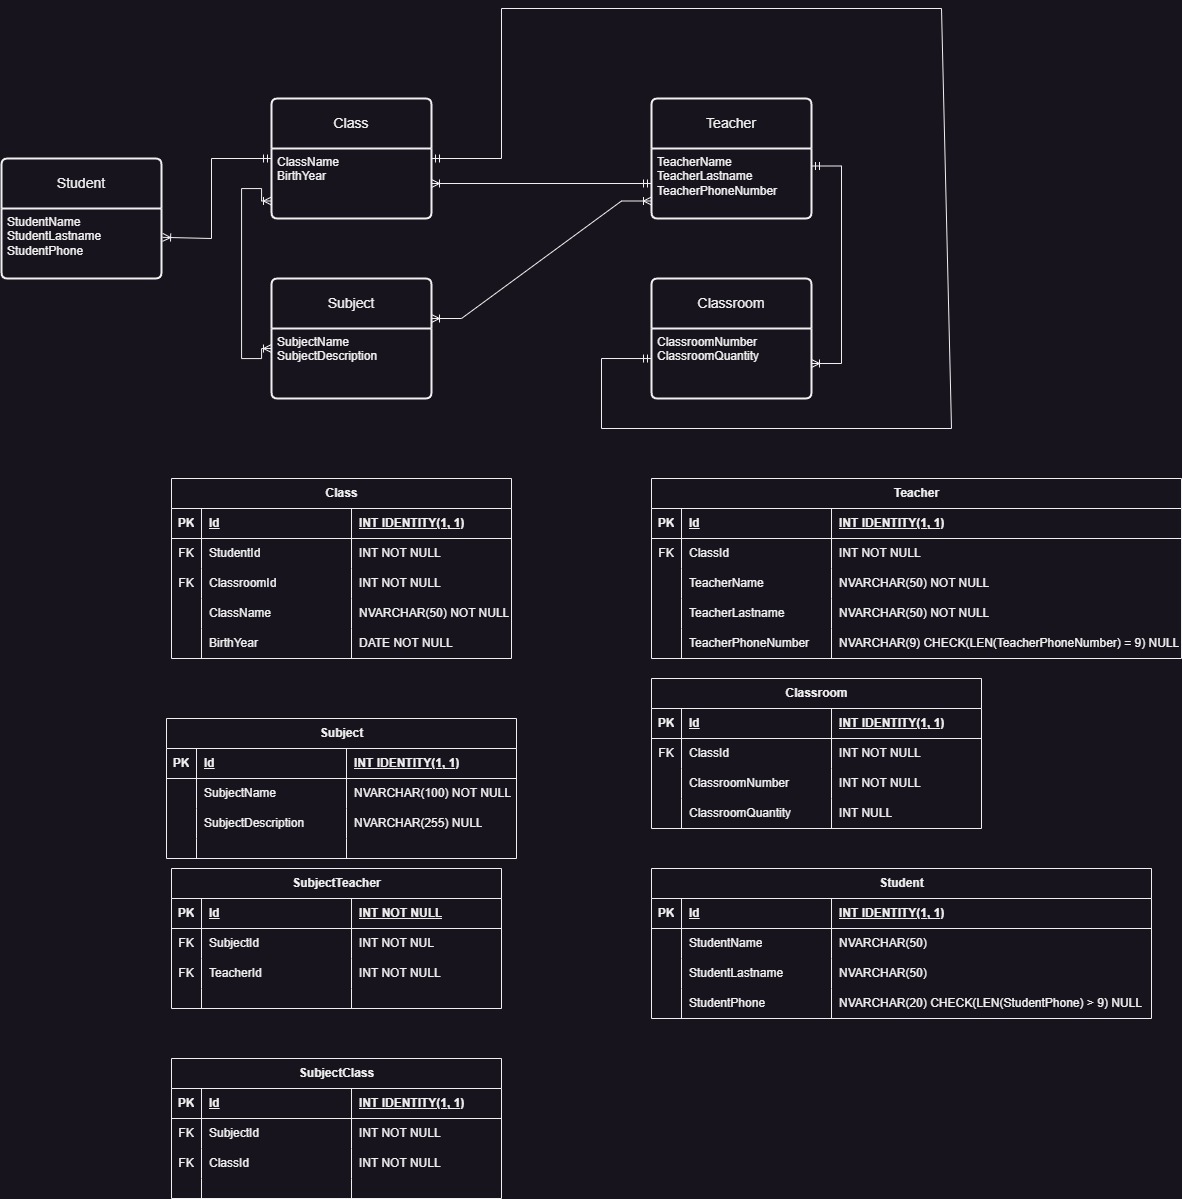 Class
Teacher
ClassName
BirthYear
TeacherName
TeacherLastname
TeacherPhoneNumber
Student
StudentName
StudentLastname
StudentPhone
Subject
SubjectName
SubjectDescription
Classroom
ClassroomNumber
ClassroomQuantity
Class
PK Id INT IDENTITY(1, 1)
FK StudentId INT NOT NULL
FK ClassroomId INT NOT NULL
ClassName NVARCHAR(50) NOT NULL
BirthYear DATE NOT NULL
Teacher
PK Id INT IDENTITY(1, 1)
FK ClassId INT NOT NULL
TeacherName NVARCHAR(50) NOT NULL
TeacherLastname NVARCHAR(50) NOT NULL
TeacherPhoneNumber NVARCHAR(9) CHECK(LEN(TeacherPhoneNumber) = 9) NULL
Subject
PK Id INT IDENTITY(1, 1)
SubjectName NVARCHAR(100) NOT NULL
SubjectDescription NVARCHAR(255) NULL
Classroom
PK Id INT IDENTITY(1, 1)
FK ClassId INT NOT NULL
ClassroomNumber INT NOT NULL
ClassroomQuantity INT NULL
SubjectTeacher
PK Id INT NOT NULL
FK SubjectId INT NOT NUL
FK TeacherId INT NOT NULL
Student
PK Id INT IDENTITY(1, 1)
StudentName NVARCHAR(50)
StudentLastname NVARCHAR(50)
StudentPhone NVARCHAR(20) CHECK(LEN(StudentPhone) > 9) NULL
SubjectClass
PK Id INT IDENTITY(1, 1)
FK SubjectId INT NOT NULL
FK ClassId INT NOT NULL